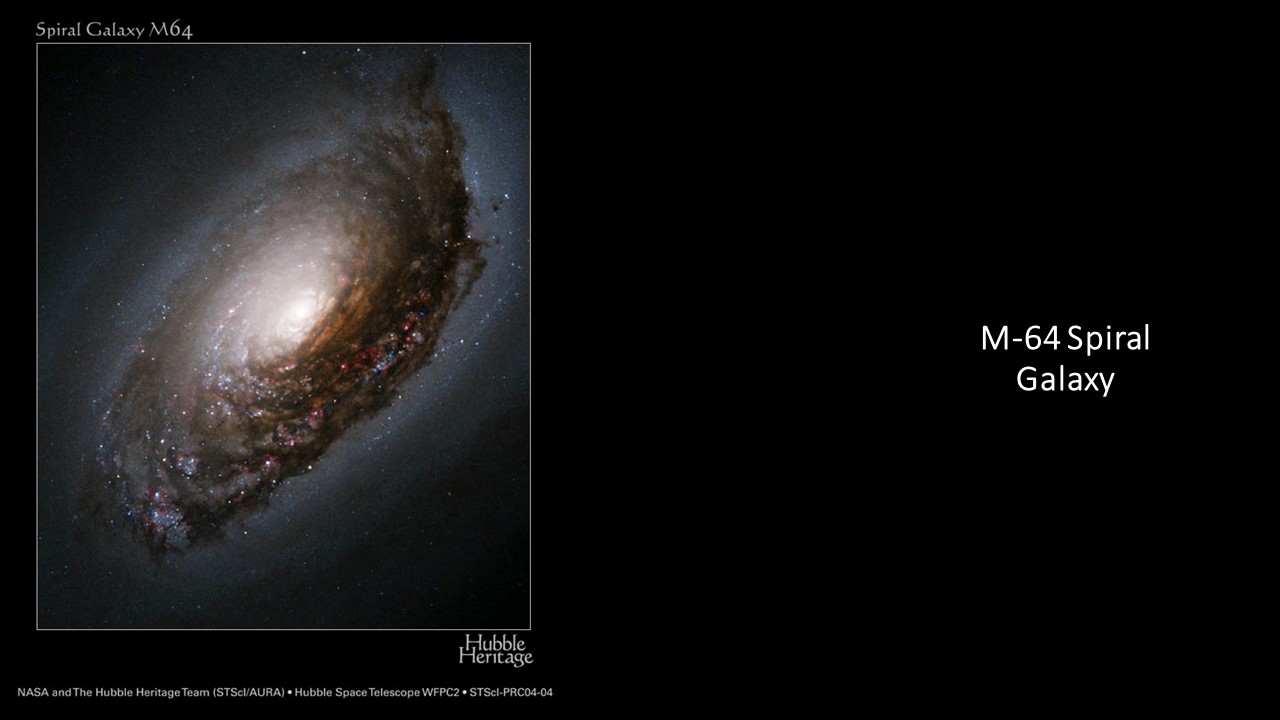 Spiral Galaxy M64
M-64 Spiral
Galaxy
Hubble
Heritage
NASA and The Hubble Heritage Team (STScI/AURA) • Hubble Space Telescope WFPC2 • STScI-PRC04-04